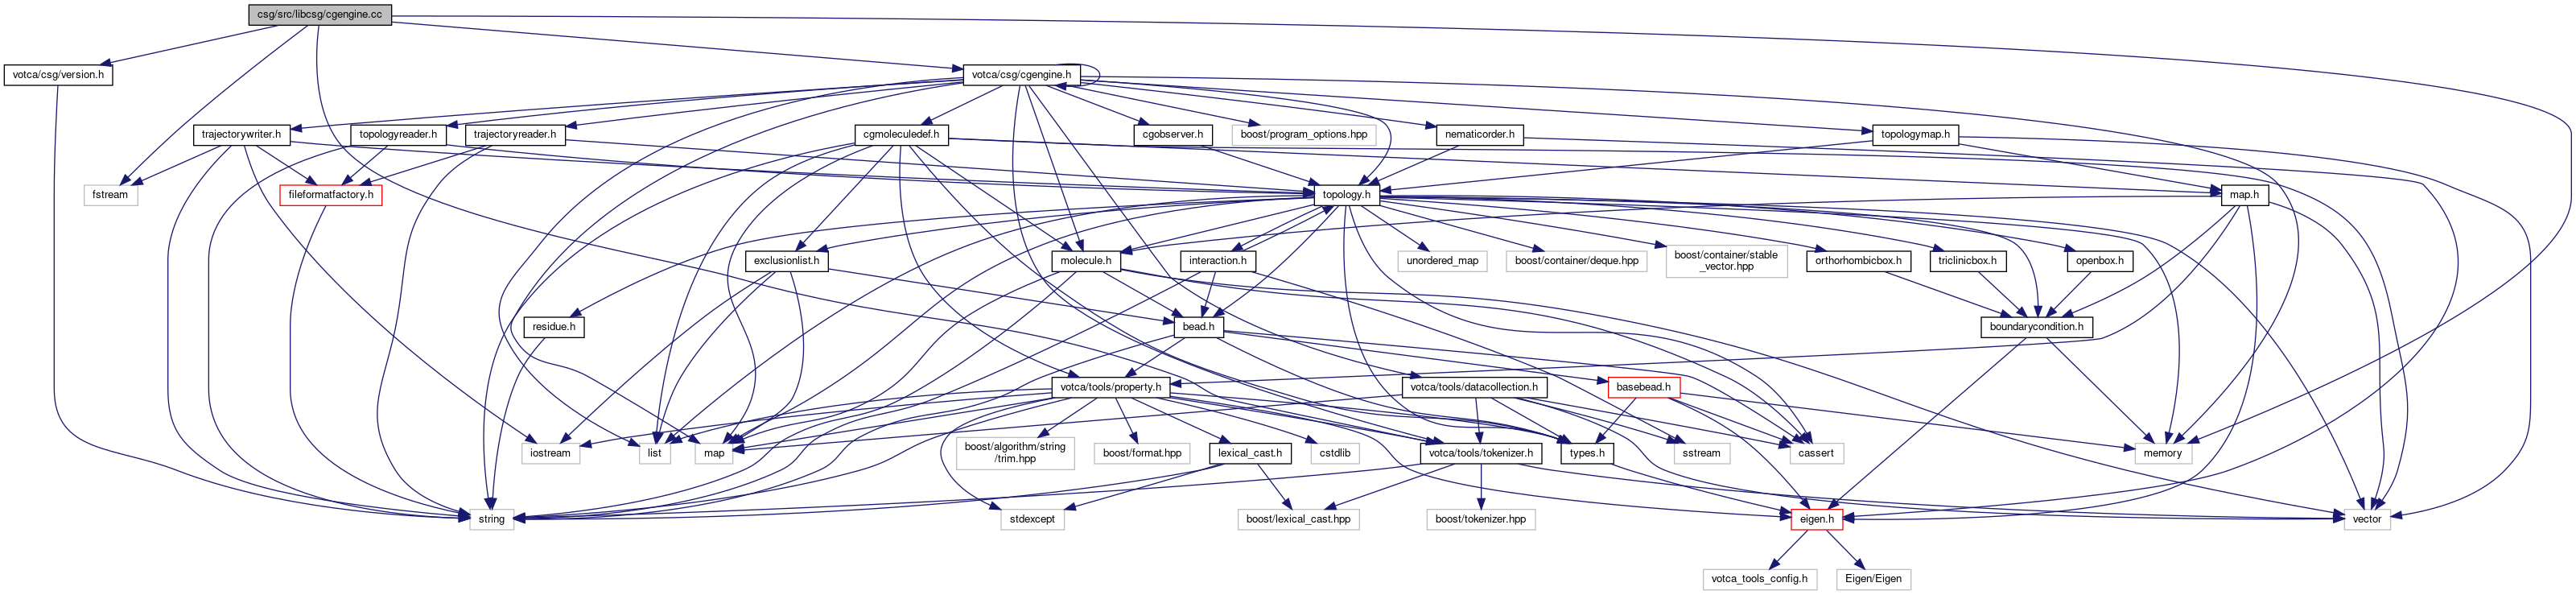 csg/src/libcsg/cgengine.cc
votca/csg/version.h
votca/csg/cgengine.h
trajectorywriter.h
topologyreader.h
trajectoryreader.h
cgmoleculedef.h
cgobserver.h
boost/program_options.hpp
nematicorder.h
topologymap.h
fstream
fileformatfactory.h
topology.h
map.h
exclusionlist.h
molecule.h
interaction.h
unordered_map
boost/container/deque.hpp
boost/container/stable
_vector.hpp
orthorhombicbox.h
triclinicbox.h
openbox.h
residue.h
bead.h
boundarycondition.h
votca/tools/property.h
votca/tools/datacollection.h
basebead.h
iostream
list
map
boost/algorithm/string
/trim.hpp
boost/format.hpp
lexical_cast.h
cstdlib
votca/tools/tokenizer.h
types.h
sstream
cassert
memory
string
stdexcept
boost/lexical_cast.hpp
boost/tokenizer.hpp
eigen.h
vector
votca_tools_config.h
Eigen/Eigen